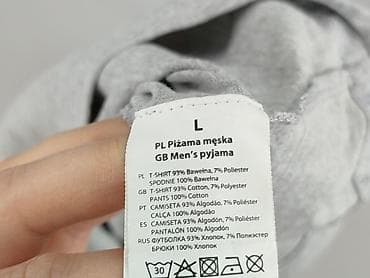 L
PL Piżama męska
GB Men's pyjama
PL T-SHIRT 93% Bawełna, 7% Poliester
SPODNIE 100% Bawełna
GB T-SHIRT 93% Cotton, 7% Polyester
PANTS 100% Cotton
PT CAMISETA 93% Algodão, 7% Poliéster
CALÇA 100% Algodão
ES CAMISETA 93% Algodón, 7% Poliéster
PANTALÓN 100% Algodón
RUS ФУТБОЛКА 93% Хлопок, 7% Полиэстер
БРЮКИ 100% Хлопок
30